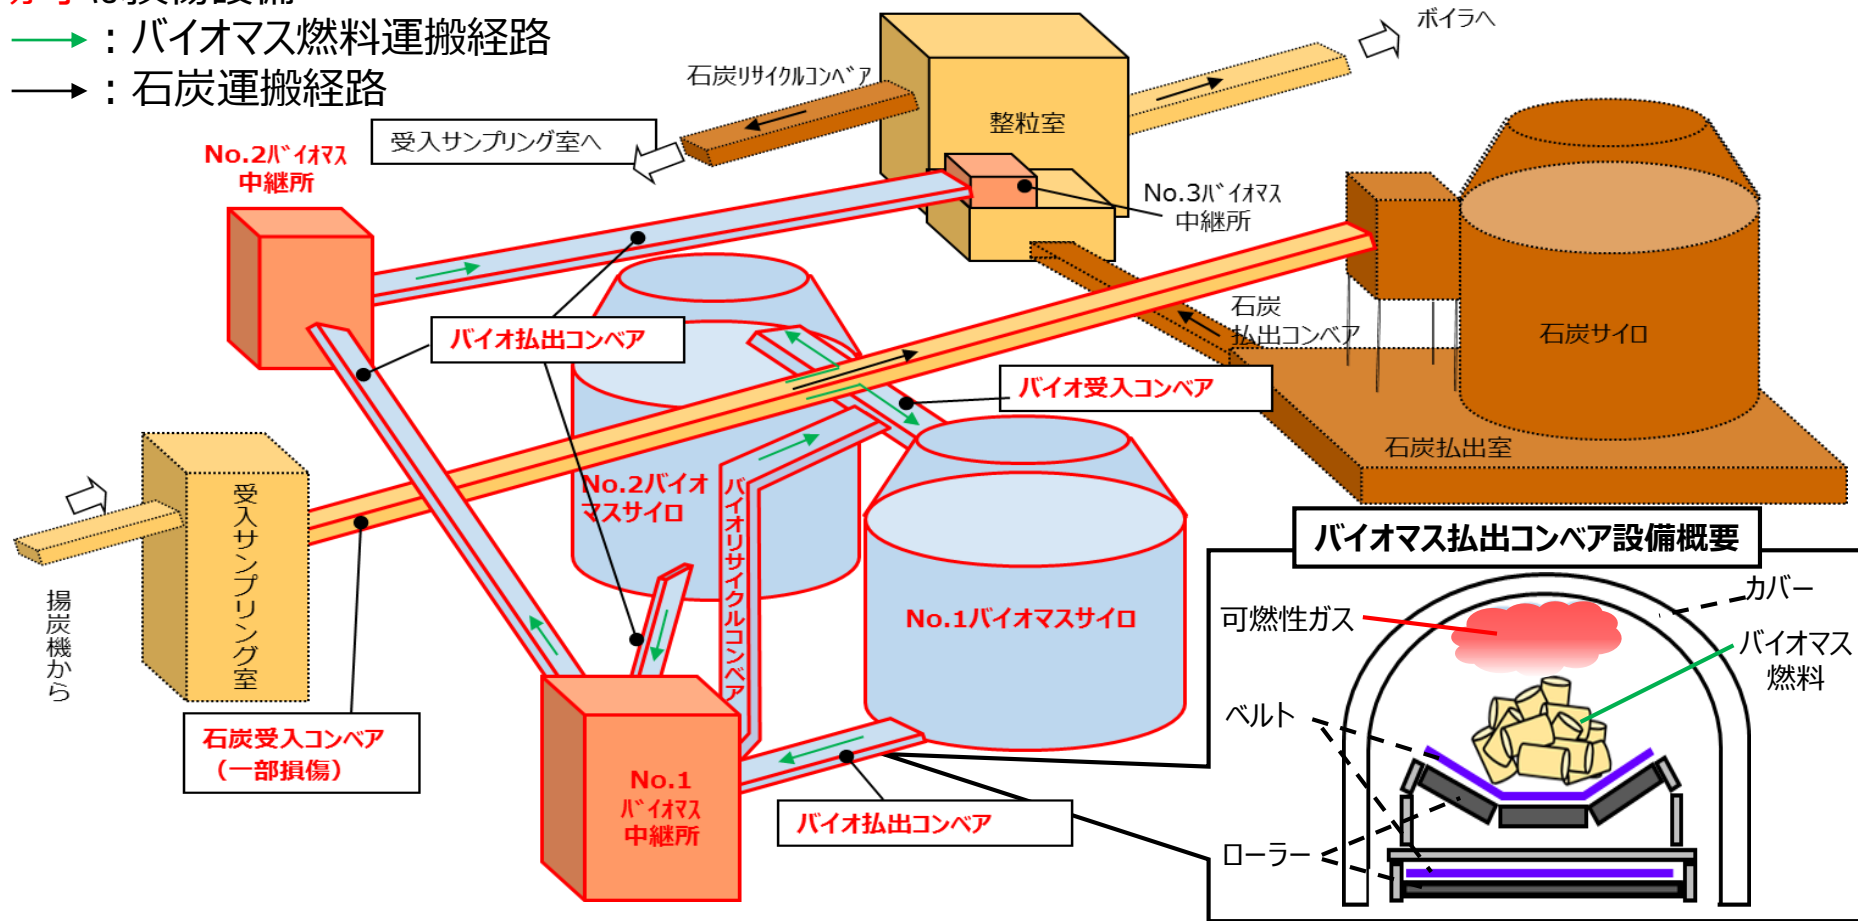 は損傷設備
：バイオマス燃料運搬経路
：石炭運搬経路
ボイラへ
石炭ﾘｻｲｸﾙｺﾝﾍﾞｱ
整粒室
受入サンプリング室へ
No.2ﾊﾞｲｵﾏｽ
中継所
No.3ﾊﾞｲｵﾏｽ
中継所
石炭
払出コンベア
石炭サイロ
バイオ払出コンベア
バイオ受入コンベア
石炭払出室
受入サンプリング室
No.2バイオ
マスサイロ
バイオリサイクルコンベア
揚炭機から
No.1バイオマスサイロ
石炭受入コンベア
（一部損傷）
No.1
ﾊﾞｲｵﾏｽ
中継所
バイオ払出コンベア
バイオマス払出コンベア設備概要
カバー
可燃性ガス
バイオマス
燃料
ベルト
ローラー